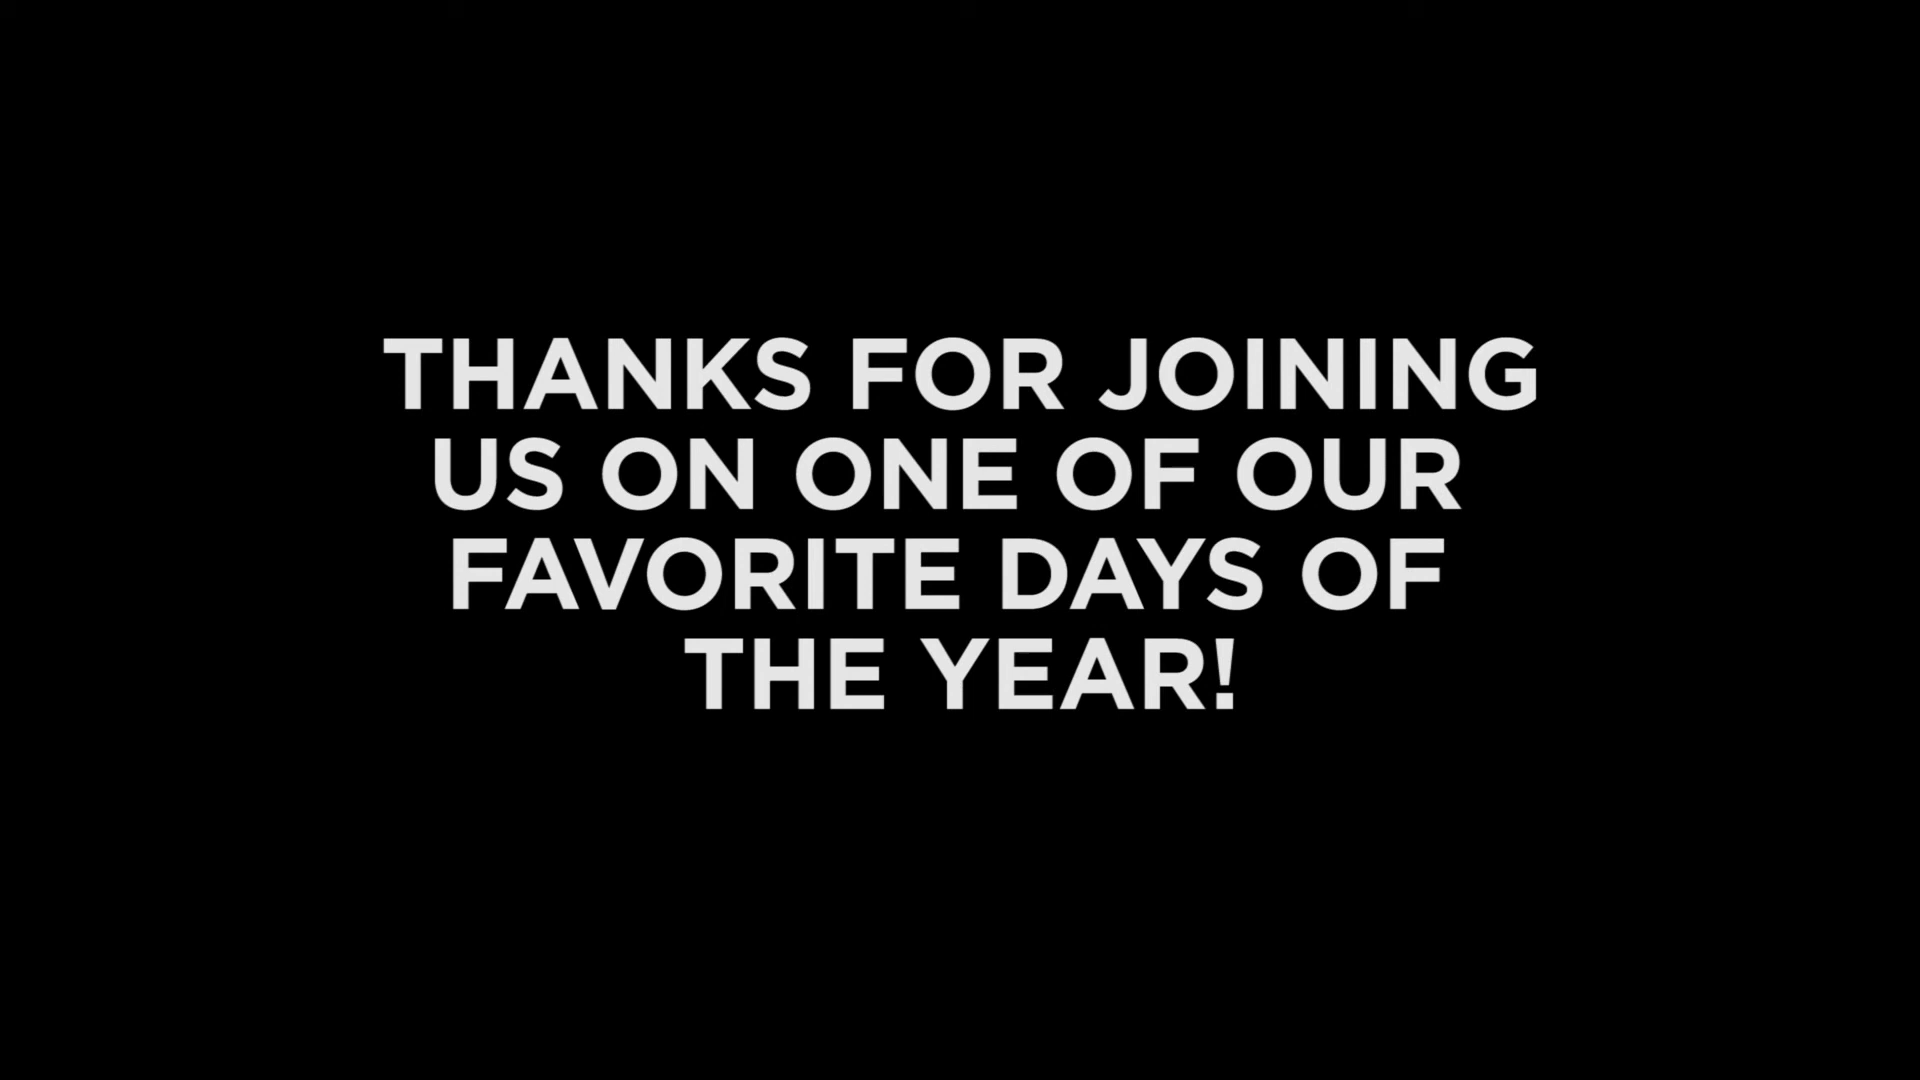 THANKS FOR JOINING
US ON ONE OF OUR
FAVORITE DAYS OF
THE YEAR!